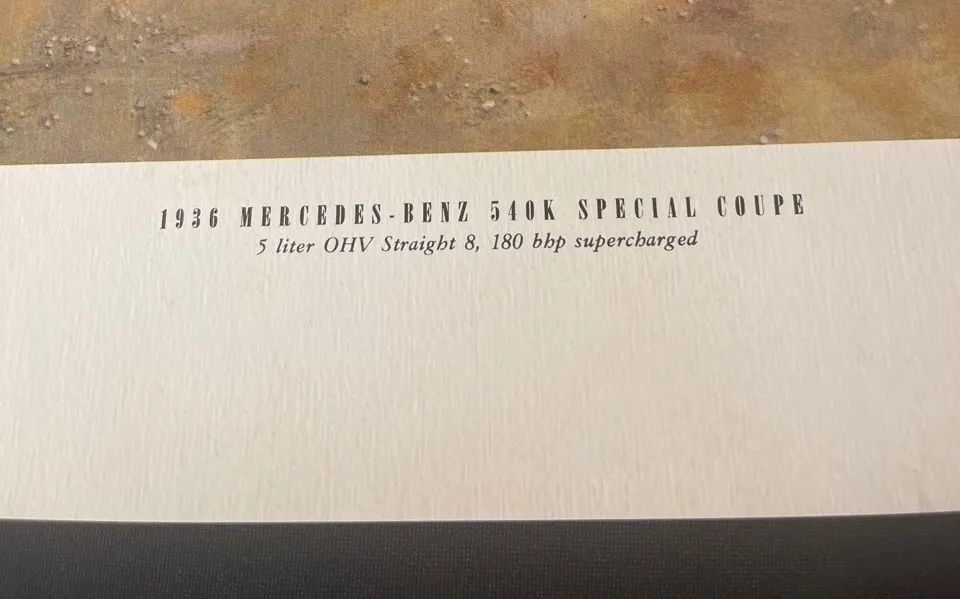 1936 MERCEDES-BENZ 540K SPECIAL COUPE
5 liter OHV Straight 8, 180 bhp supercharged